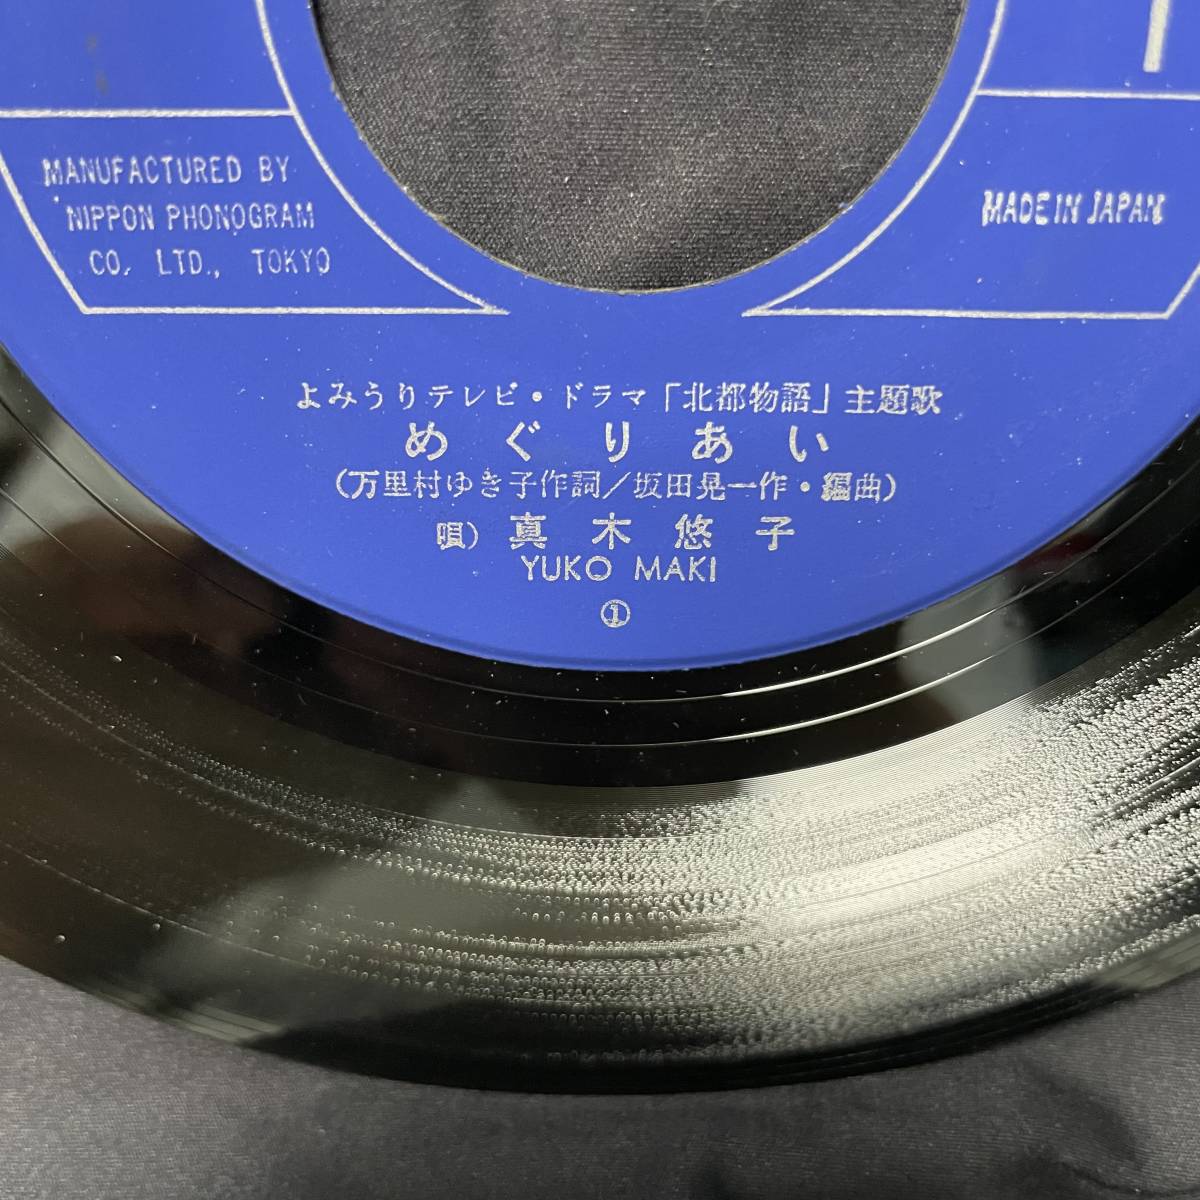 MANUFACTURED BY
NIPPON PHONOGRAM
CO. LTD., TOKYO
MADE IN JAPAN
よみうりテレビ・ドラマ「北都物語」主題歌
めぐりあい
(万里村ゆき子作詞/坂田晃一作・編曲)
唄) 真木悠子
YUKO MAKI
①